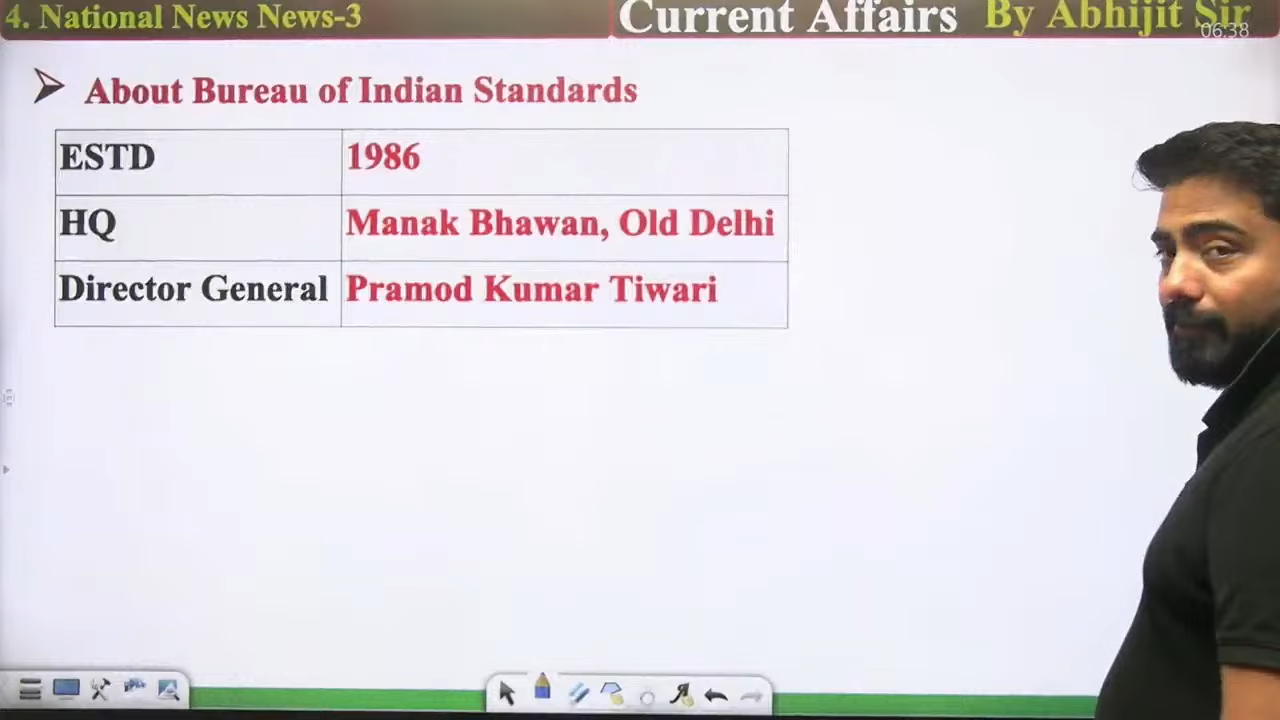 4. National News News-3
Current Affairs By Abhijit Sir
06:38
About Bureau of Indian Standards
ESTD 1986
HQ Manak Bhawan, Old Delhi
Director General Pramod Kumar Tiwari